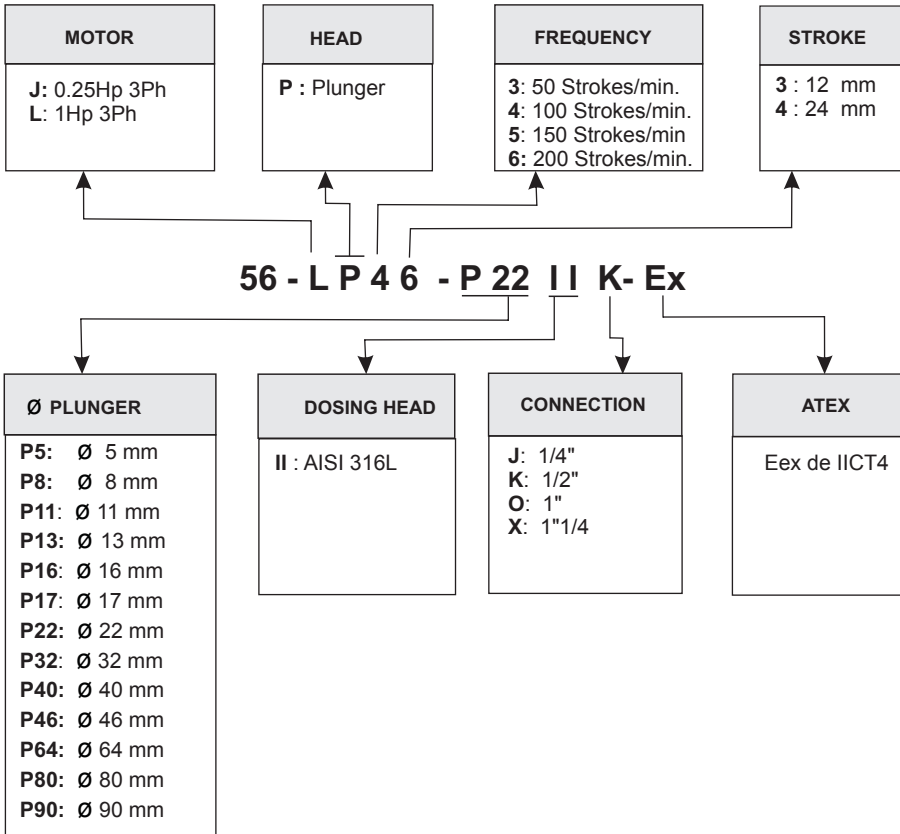 MOTOR
J: 0.25Hp 3Ph
L: 1Hp 3Ph
HEAD
P : Plunger
FREQUENCY
3: 50 Strokes/min.
4: 100 Strokes/min.
5: 150 Strokes/min
6: 200 Strokes/min.
STROKE
3 : 12 mm
4 : 24 mm
56 - L P 4 6 - P 22 I I K- Ex
Ø PLUNGER
P5: Ø 5 mm
P8: Ø 8 mm
P11: Ø 11 mm
P13: Ø 13 mm
P16: Ø 16 mm
P17: Ø 17 mm
P22: Ø 22 mm
P32: Ø 32 mm
P40: Ø 40 mm
P46: Ø 46 mm
P64: Ø 64 mm
P80: Ø 80 mm
P90: Ø 90 mm
DOSING HEAD
II : AISI 316L
CONNECTION
J: 1/4"
K: 1/2"
O: 1"
X: 1"1/4
ATEX
Eex de IICT4